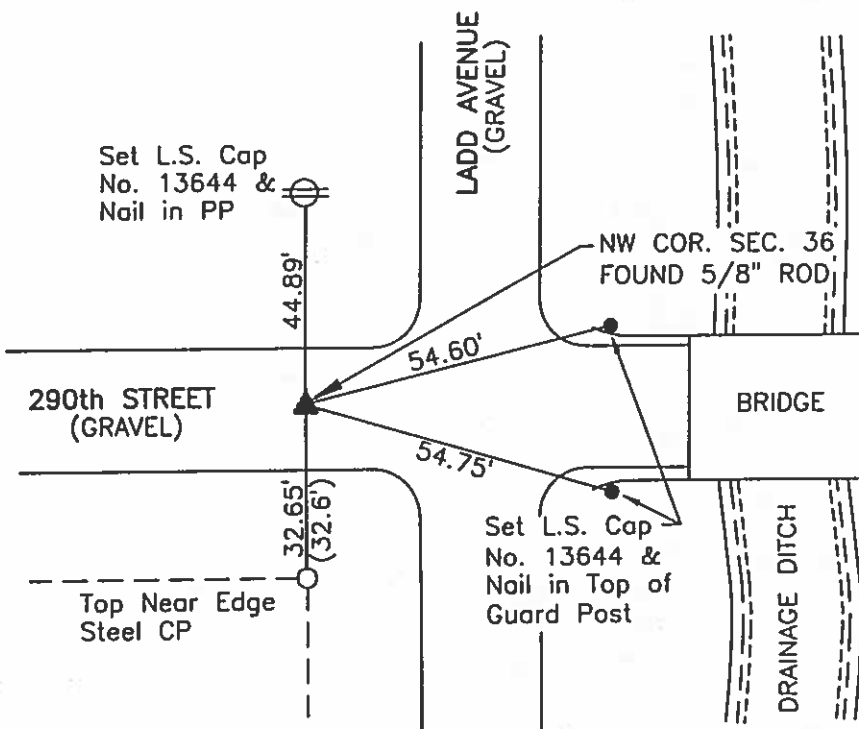 LADD AVENUE
(GRAVEL)
Set L.S. Cap
No. 13644 &
Nail in PP
44.89'
NW COR. SEC. 36
FOUND 5/8" ROD
54.60'
290th STREET
(GRAVEL)
BRIDGE
54.75'
32.65'
(32.6')
Set L.S. Cap
No. 13644 &
Nail in Top of
Guard Post
Top Near Edge
Steel CP
DRAINAGE DITCH